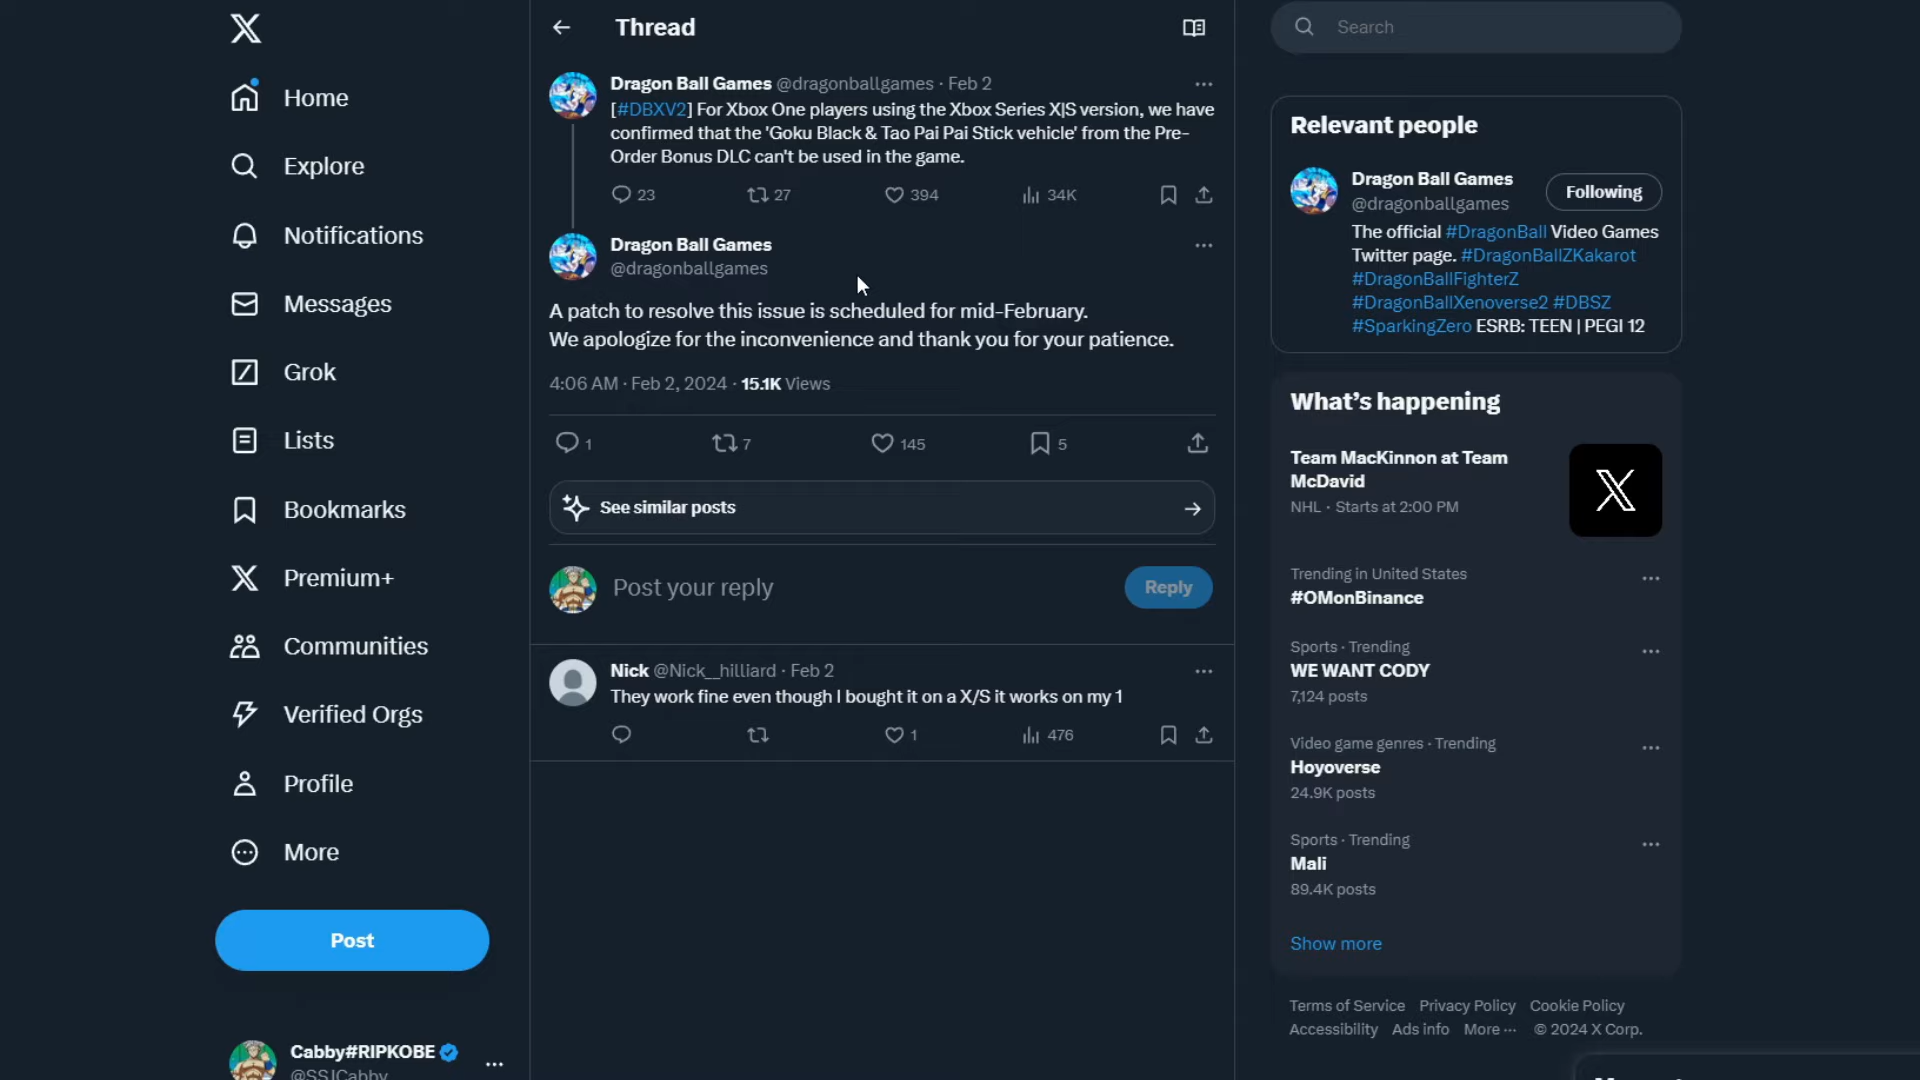 Home
Explore
Notifications
Messages
Grok
Lists
Bookmarks
Premium+
Communities
Verified Orgs
Profile
More
Post
Cabby#RIPKOBE
@SSJCabby
Thread
Dragon Ball Games @dragonballgames · Feb 2
[#DBXV2] For Xbox One players using the Xbox Series X|S version, we have
confirmed that the 'Goku Black & Tao Pai Pai Stick vehicle' from the Pre-
Order Bonus DLC can't be used in the game.
23 27 394 34K
Dragon Ball Games
@dragonballgames
A patch to resolve this issue is scheduled for mid-February.
We apologize for the inconvenience and thank you for your patience.
4:06 AM · Feb 2, 2024 · 15.1K Views
1 7 145 5
See similar posts
Post your reply
Reply
Nick @Nick__hilliard · Feb 2
They work fine even though I bought it on a X/S it works on my 1
1 476
Search
Relevant people
Dragon Ball Games
@dragonballgames
Following
The official #DragonBall Video Games
Twitter page. #DragonBallZKakarot
#DragonBallFighterZ
#DragonBallXenoverse2 #DBSZ
#SparkingZero ESRB: TEEN | PEGI 12
What's happening
Team MacKinnon at Team
McDavid
NHL · Starts at 2:00 PM
Trending in United States
#OMonBinance
Sports · Trending
WE WANT CODY
7,124 posts
Video game genres · Trending
Hoyoverse
24.9K posts
Sports · Trending
Mali
89.4K posts
Show more
Terms of Service Privacy Policy Cookie Policy
Accessibility Ads info More ··· © 2024 X Corp.